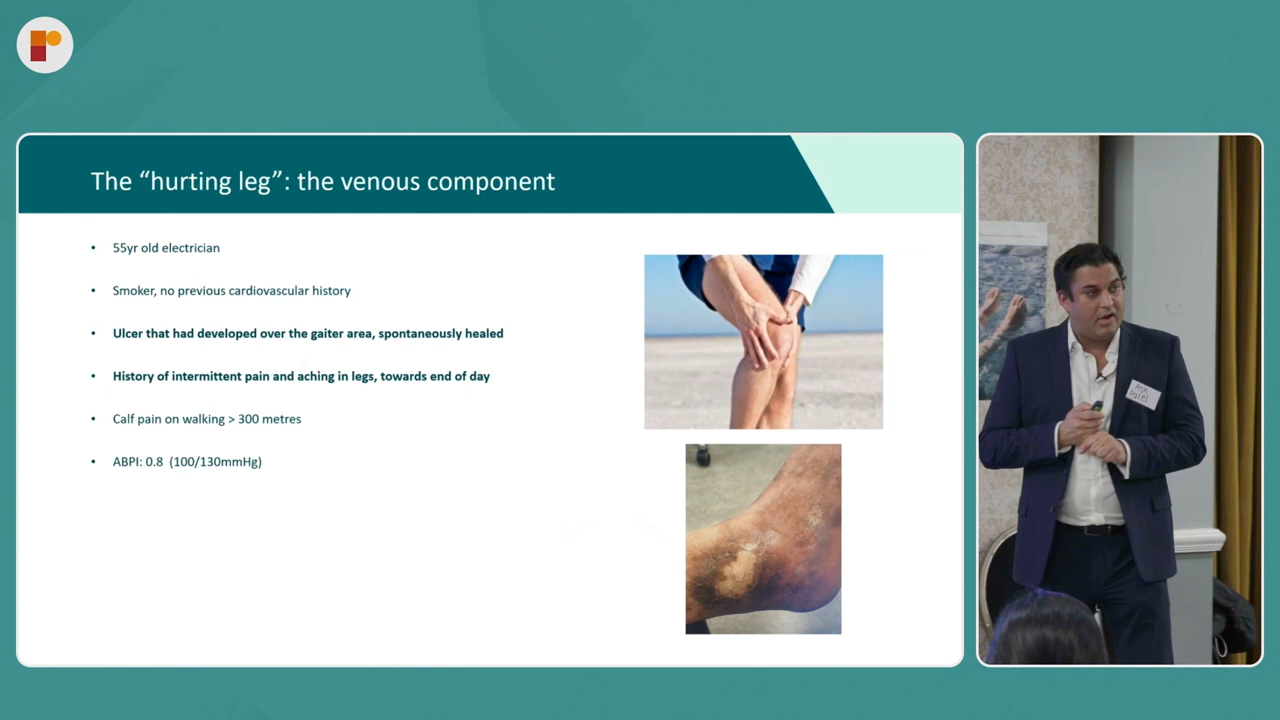 The “hurting leg”: the venous component
• 55yr old electrician
• Smoker, no previous cardiovascular history
• Ulcer that had developed over the gaiter area, spontaneously healed
• History of intermittent pain and aching in legs, towards end of day
• Calf pain on walking > 300 metres
• ABPI: 0.8 (100/130mmHg)
Ash
Patel